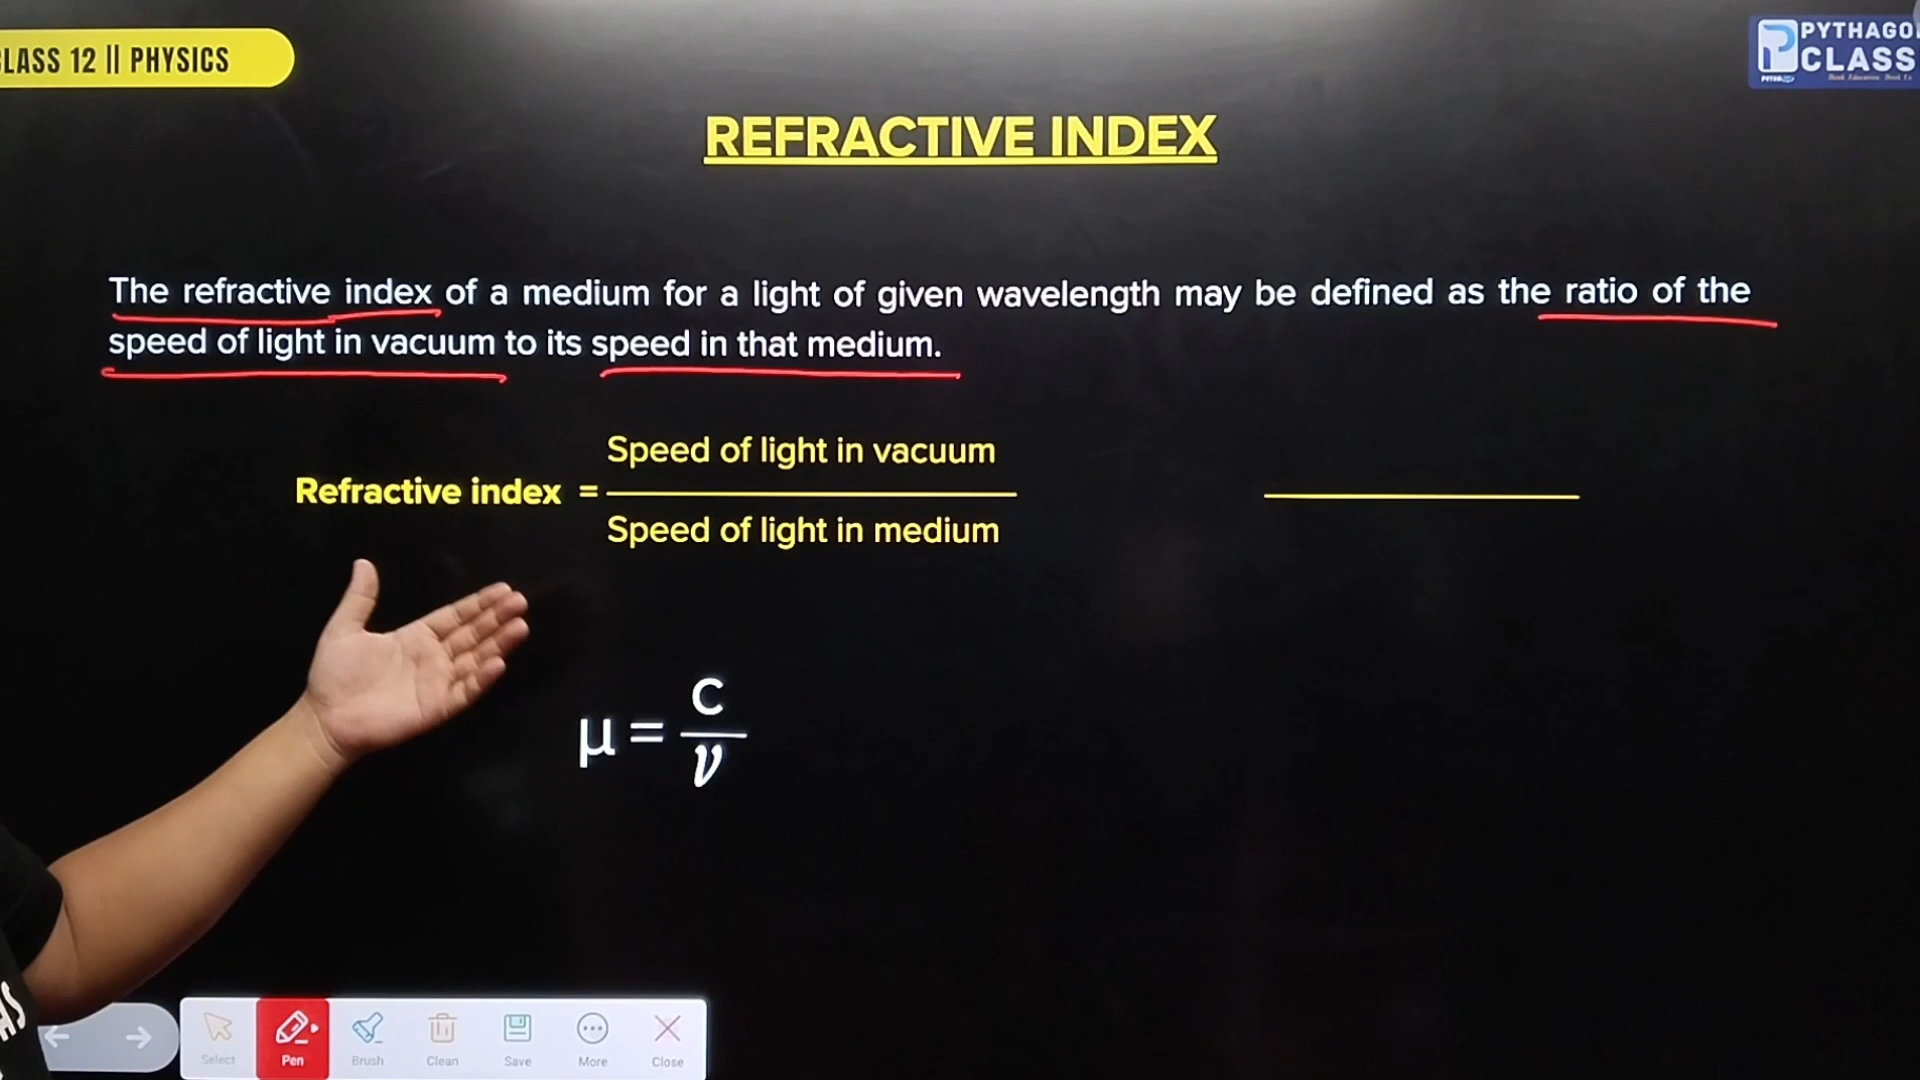 CLASS 12 || PHYSICS
PYTHAGO
CLASS
REFRACTIVE INDEX
The refractive index of a medium for a light of given wavelength may be defined as the ratio of the
speed of light in vacuum to its speed in that medium.
Speed of light in vacuum
Refractive index =
Speed of light in medium
μ = c
ν
Select
Pen
Brush
Clean
Save
More
Close